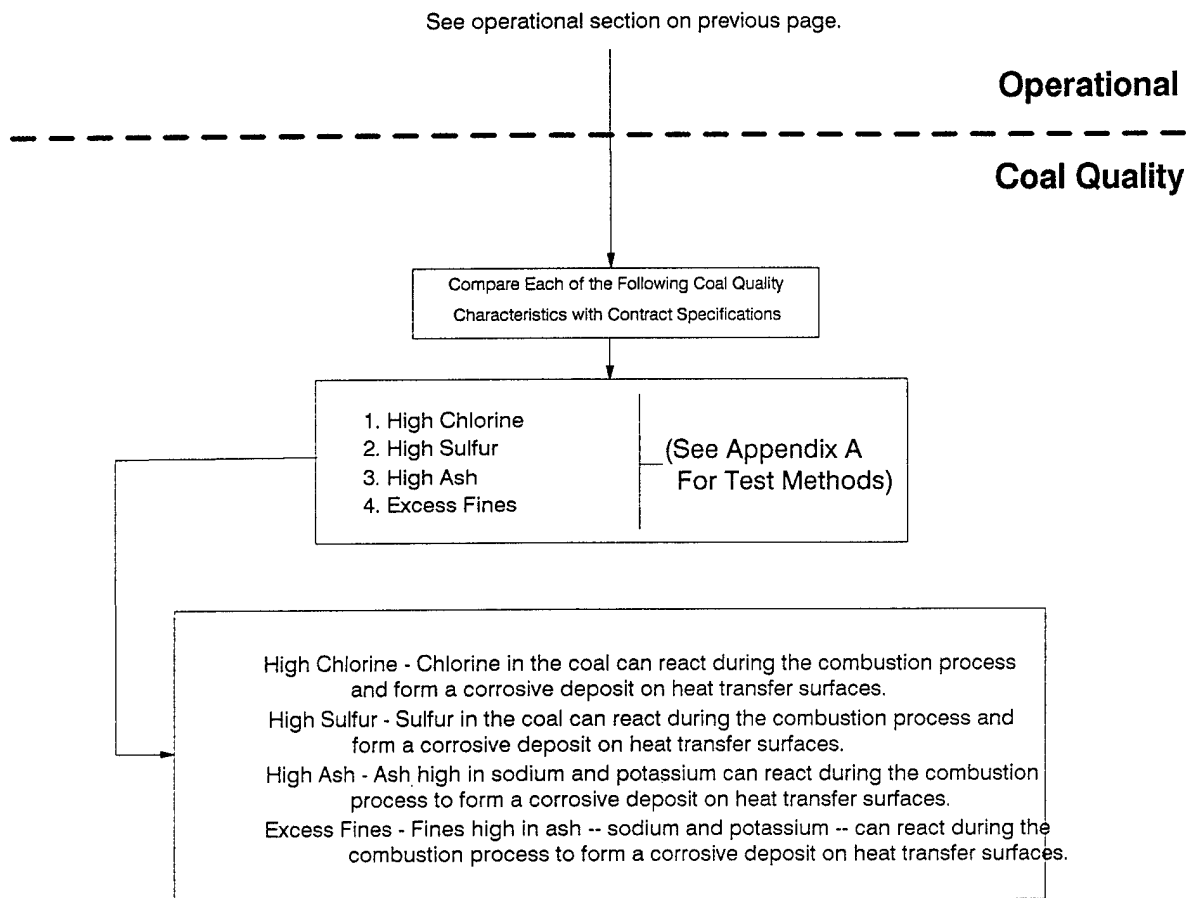 See operational section on previous page.
Operational
Coal Quality
Compare Each of the Following Coal Quality
Characteristics with Contract Specifications
1. High Chlorine
2. High Sulfur
3. High Ash
4. Excess Fines
(See Appendix A
For Test Methods)
High Chlorine - Chlorine in the coal can react during the combustion process
and form a corrosive deposit on heat transfer surfaces.
High Sulfur - Sulfur in the coal can react during the combustion process and
form a corrosive deposit on heat transfer surfaces.
High Ash - Ash high in sodium and potassium can react during the combustion
process to form a corrosive deposit on heat transfer surfaces.
Excess Fines - Fines high in ash -- sodium and potassium -- can react during the
combustion process to form a corrosive deposit on heat transfer surfaces.